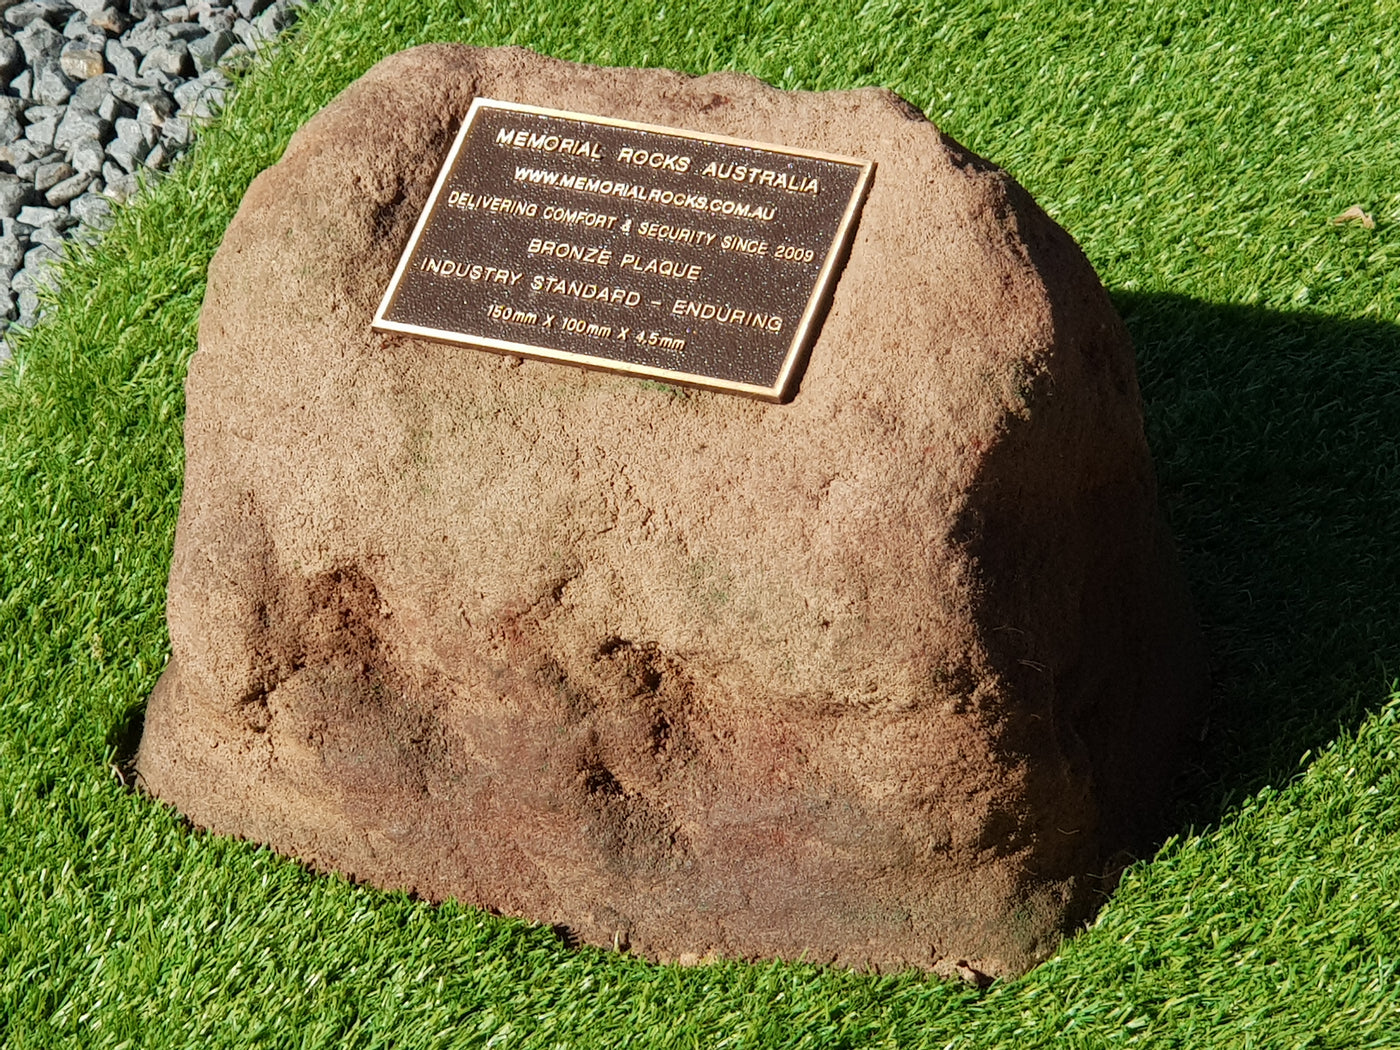 MEMORIAL ROCKS AUSTRALIA
WWW.MEMORIALROCKS.COM.AU
DELIVERING COMFORT & SECURITY SINCE 2009
BRONZE PLAQUE
INDUSTRY STANDARD - ENDURING
150mm X 100mm X 4.5mm